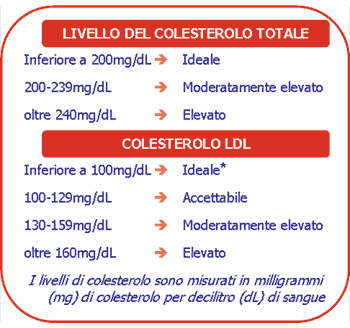 LIVELLO DEL COLESTEROLO TOTALE
Inferiore a 200mg/dL → Ideale
200-239mg/dL → Moderatamente elevato
oltre 240mg/dL → Elevato
COLESTEROLO LDL
Inferiore a 100mg/dL → Ideale*
100-129mg/dL → Accettabile
130-159mg/dL → Moderatamente elevato
oltre 160mg/dL → Elevato
I livelli di colesterolo sono misurati in milligrammi
(mg) di colesterolo per decilitro (dL) di sangue